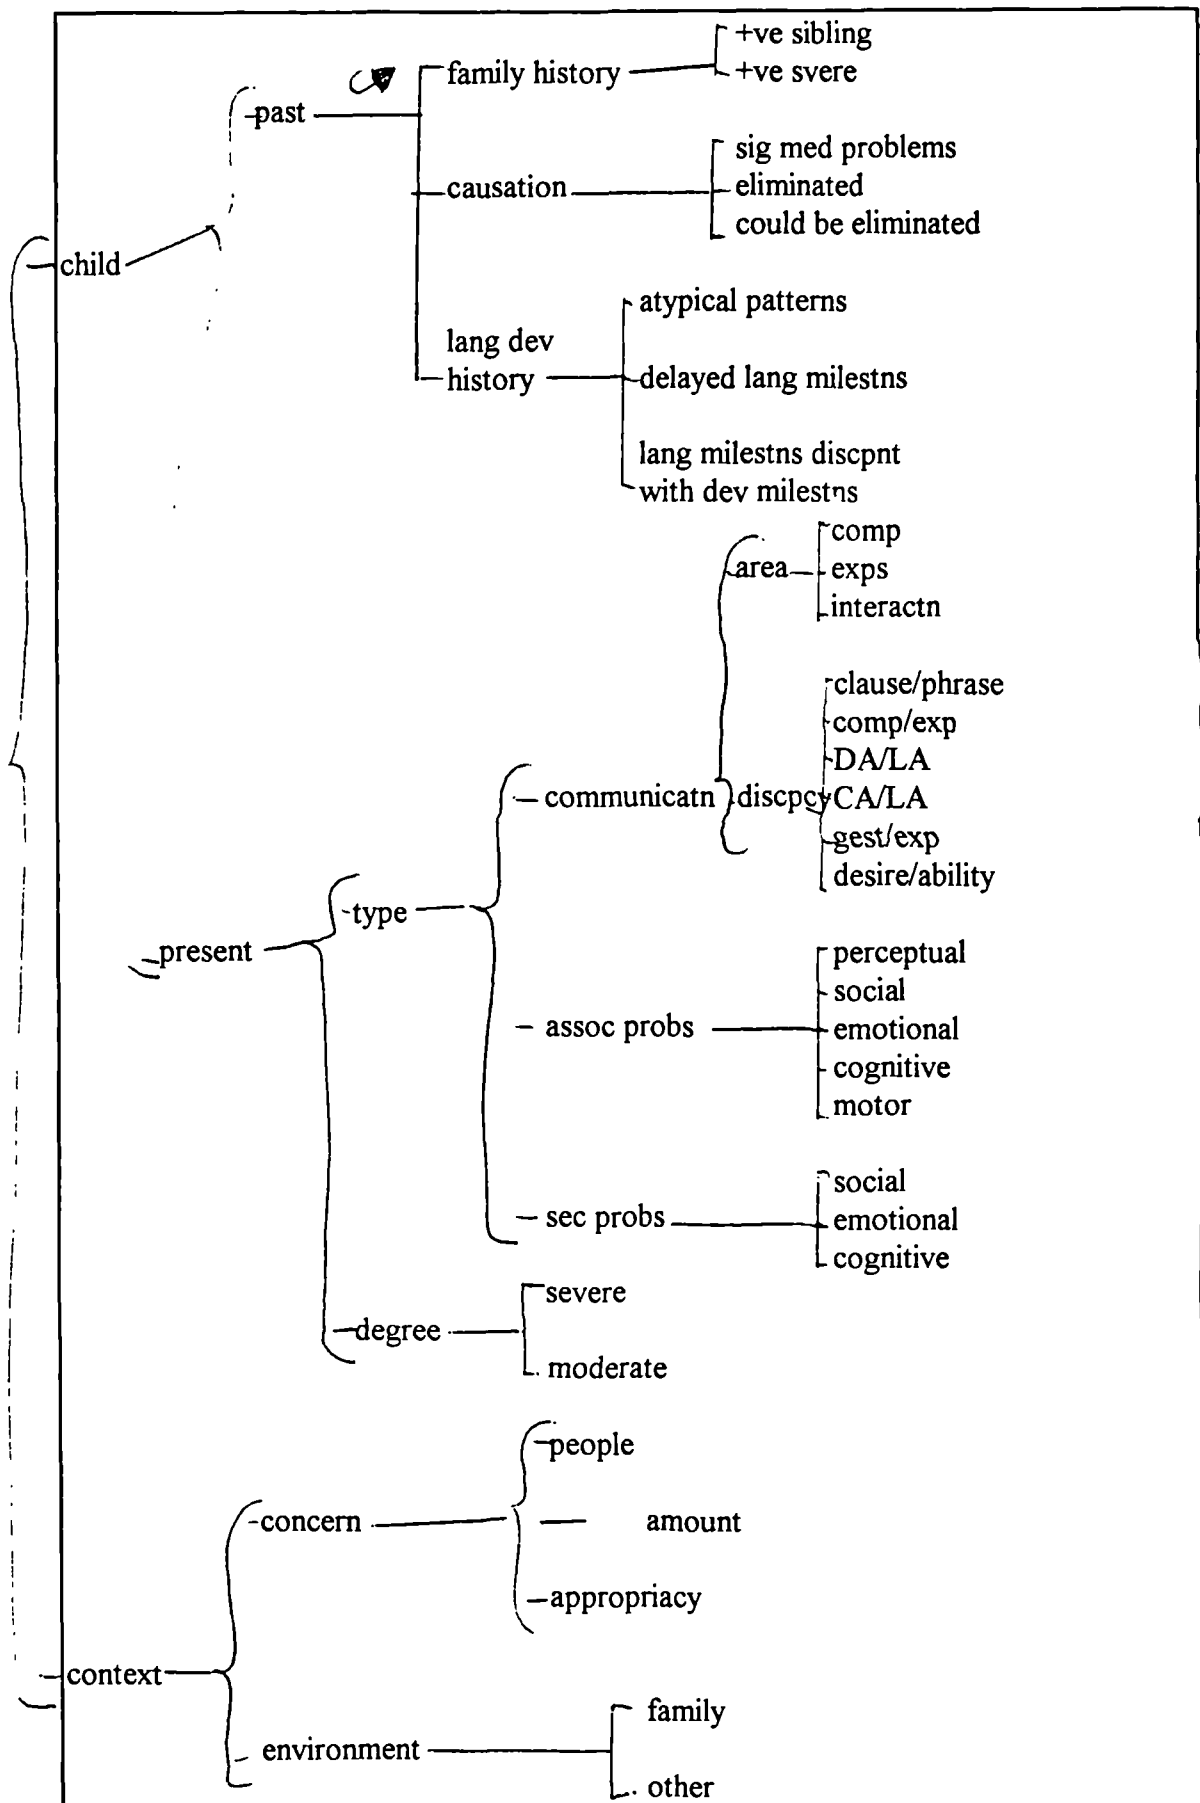 +ve sibling
family history
+ve svere
past
sig med problems
causation
eliminated
could be eliminated
child
atypical patterns
lang dev
history
delayed lang milestns
lang milestns discpnt
with dev milestns
comp
area
exps
interactn
clause/phrase
comp/exp
DA/LA
communicatn
discpcy
CA/LA
gest/exp
desire/ability
type
present
perceptual
social
assoc probs
emotional
cognitive
motor
social
sec probs
emotional
cognitive
severe
degree
moderate
people
concern
amount
appropriacy
context
family
environment
other